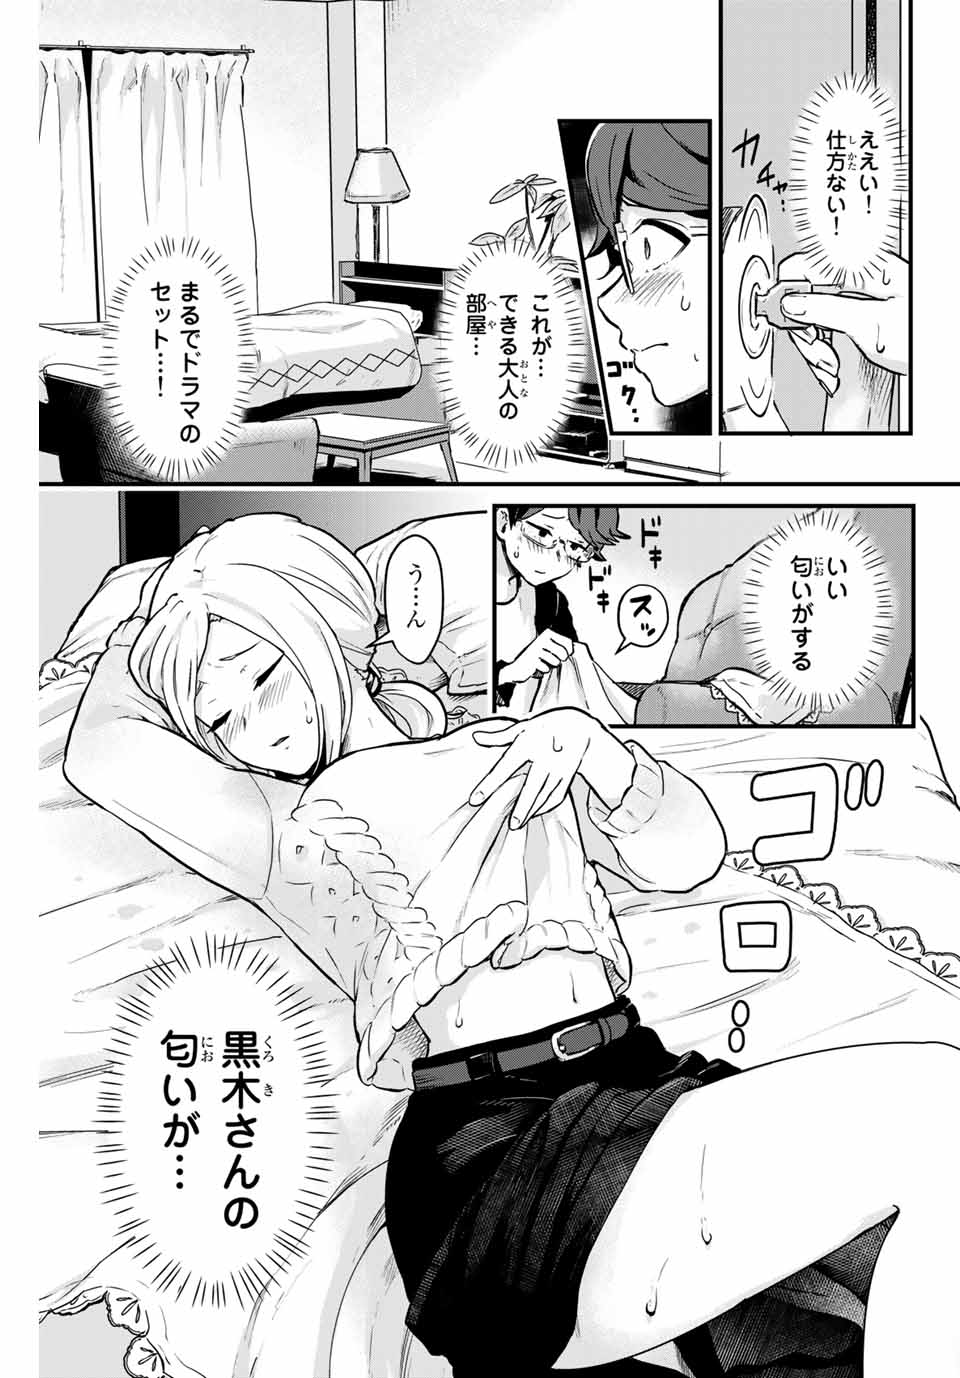 ええい！
仕方ない！
カ
チャ…
ゴク…
これが…
できる大人の
部屋…
まるでドラマの
セット…！
いい
匂いがする
ドキ
ドキ
スッ
う…ん
ゴロ
黒木さんの
匂いが…